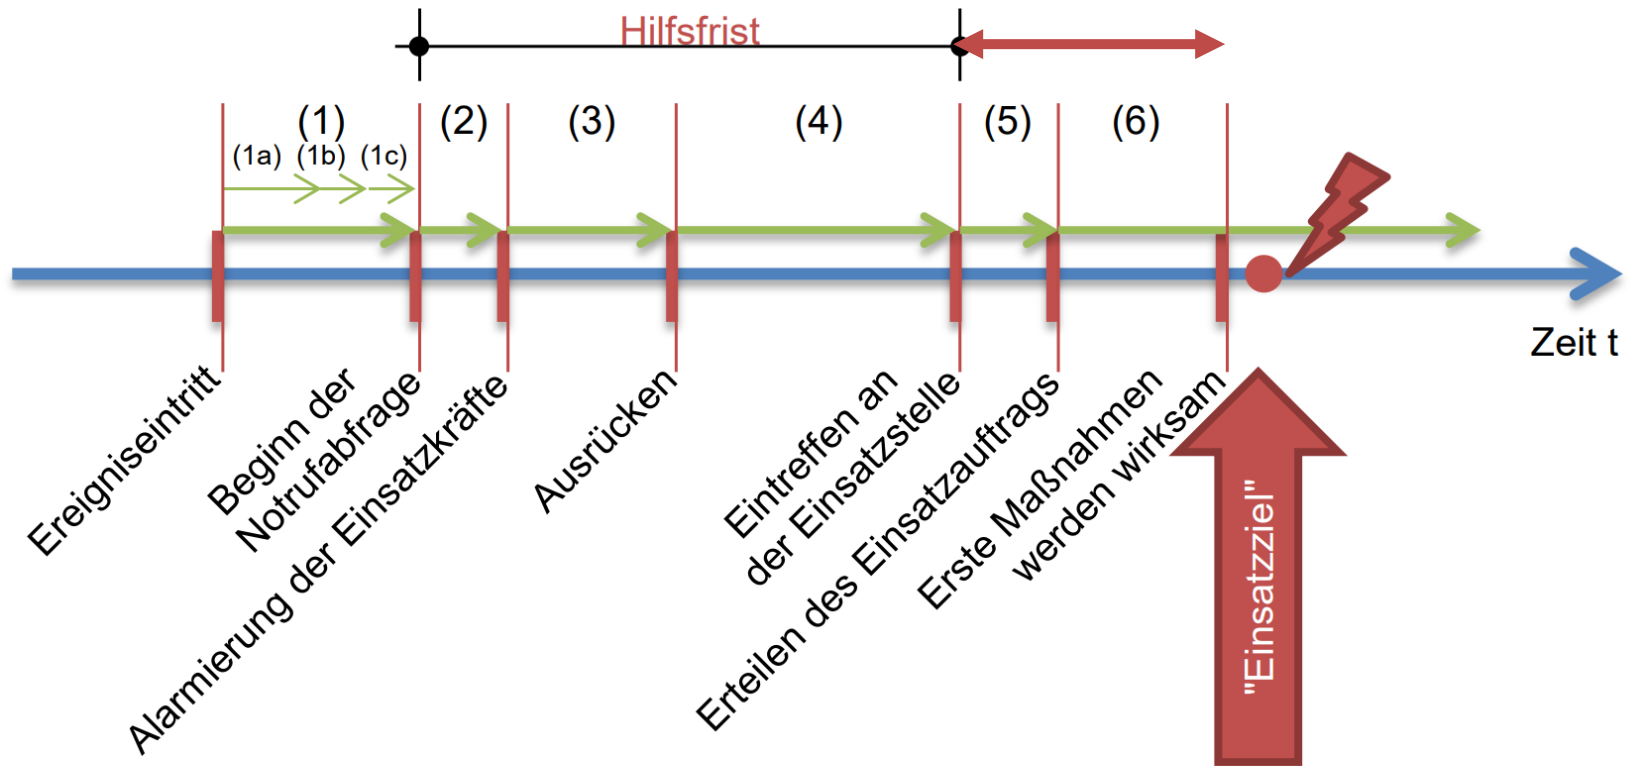 Hilfsfrist
(1)
(2)
(3)
(4)
(5)
(6)
(1a)
(1b)
(1c)
Zeit t
Ereigniseintritt
Beginn der
Notrufabfrage
Alarmierung der Einsatzkräfte
Ausrücken
Eintreffen an
der Einsatzstelle
Erteilen des Einsatzauftrags
Erste Maßnahmen
werden wirksam
"Einsatzziel"